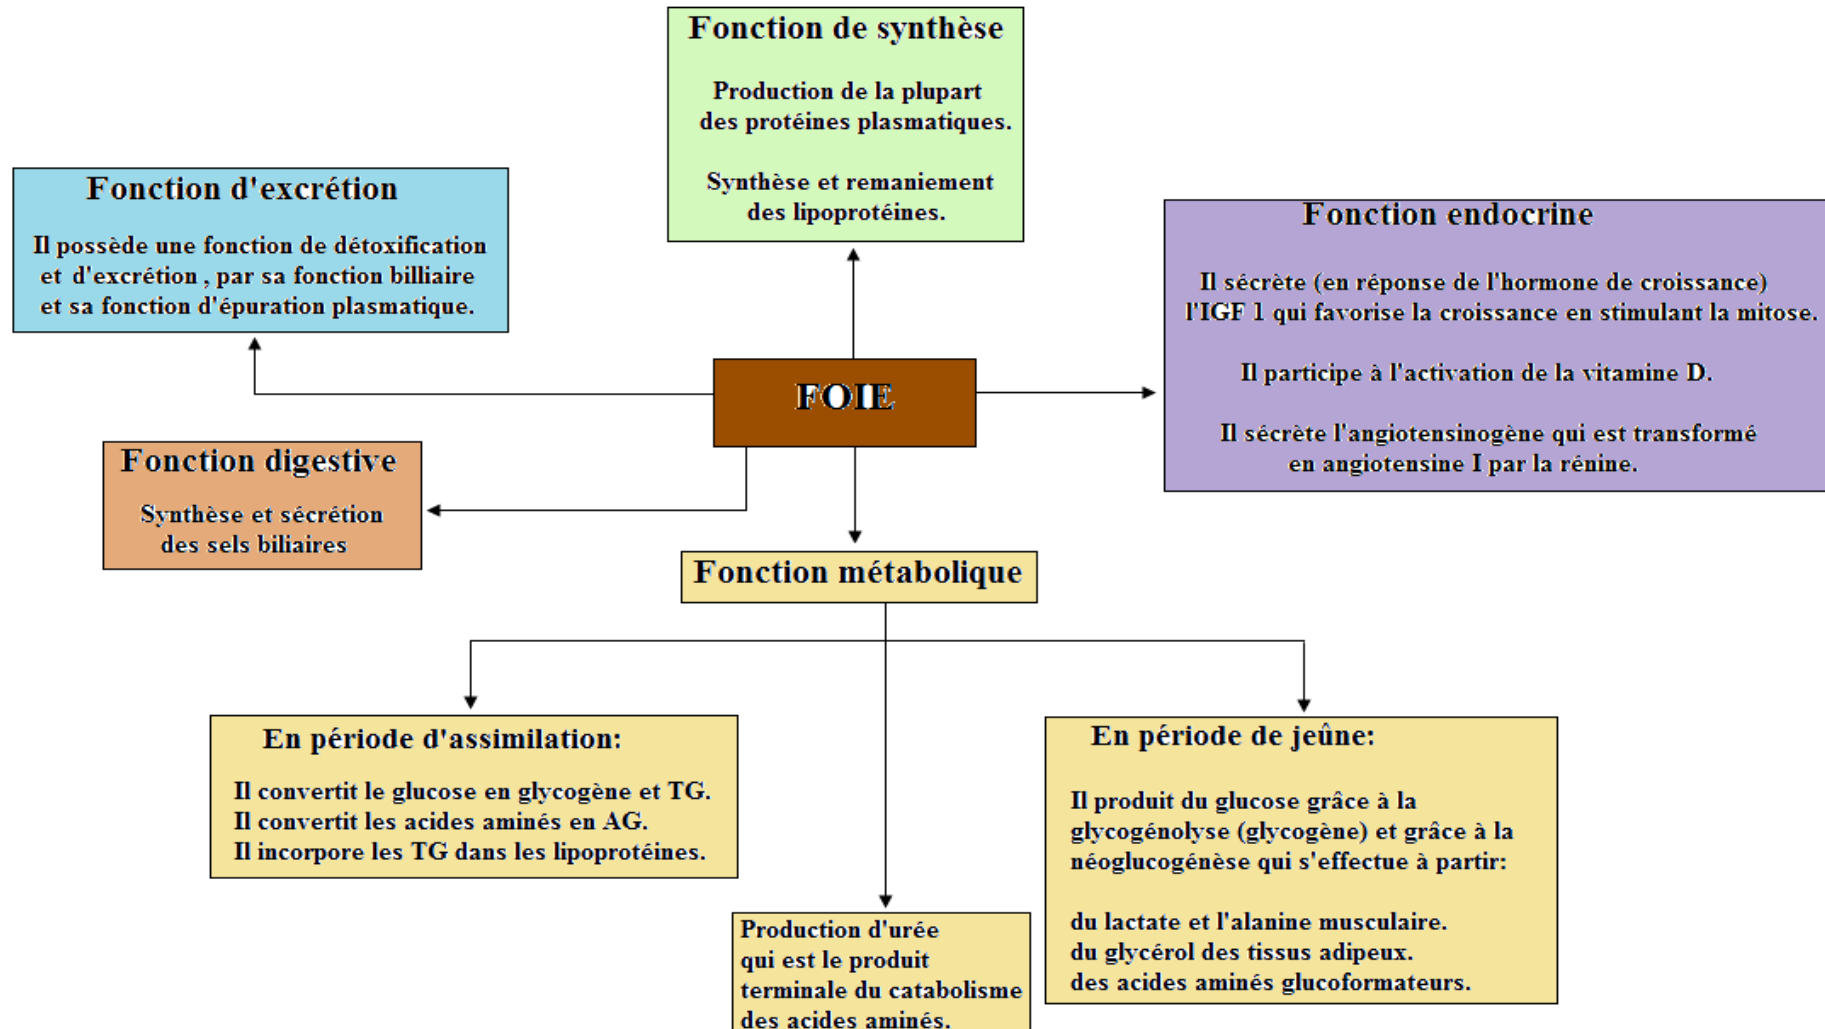 Fonction de synthèse
Production de la plupart
des protéines plasmatiques.
Synthèse et remaniement
des lipoprotéines.
Fonction d'excrétion
Il possède une fonction de détoxification
et d'excrétion , par sa fonction billiaire
et sa fonction d'épuration plasmatique.
Fonction endocrine
Il sécrète (en réponse de l'hormone de croissance)
l'IGF 1 qui favorise la croissance en stimulant la mitose.
Il participe à l'activation de la vitamine D.
Il sécrète l'angiotensinogène qui est transformé
en angiotensine I par la rénine.
FOIE
Fonction digestive
Synthèse et sécrétion
des sels biliaires
Fonction métabolique
En période d'assimilation:
Il convertit le glucose en glycogène et TG.
Il convertit les acides aminés en AG.
Il incorpore les TG dans les lipoprotéines.
Production d'urée
qui est le produit
terminale du catabolisme
des acides aminés.
En période de jeûne:
Il produit du glucose grâce à la
glycogénolyse (glycogène) et grâce à la
néoglucogénèse qui s'effectue à partir:
du lactate et l'alanine musculaire.
du glycérol des tissus adipeux.
des acides aminés glucoformateurs.